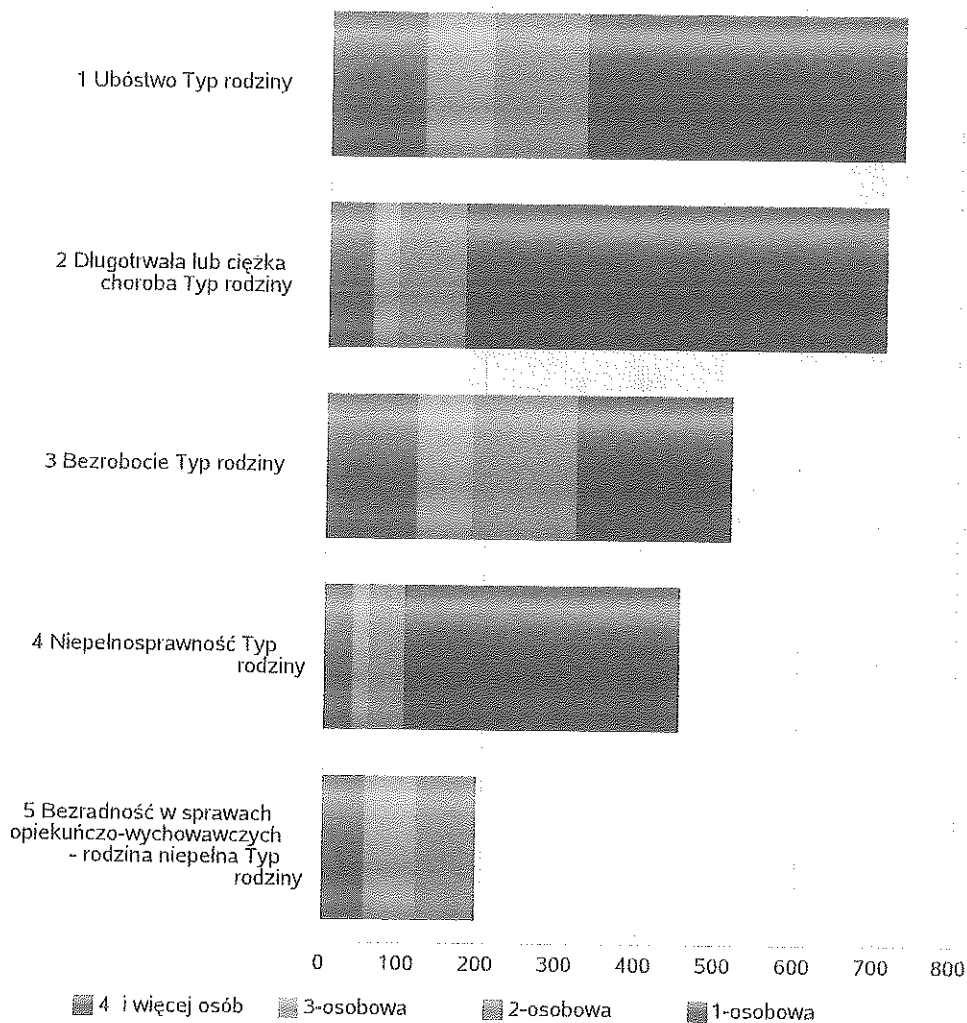 1 Ubóstwo Typ rodziny
2 Długotrwała lub ciężka
choroba Typ rodziny
3 Bezrobocie Typ rodziny
4 Niepełnosprawność Typ
rodziny
5 Bezradność w sprawach
opiekuńczo-wychowawczych
- rodzina niepełna Typ
rodziny
0 100 200 300 400 500 600 700 800
4 i więcej osób 3-osobowa 2-osobowa 1-osobowa